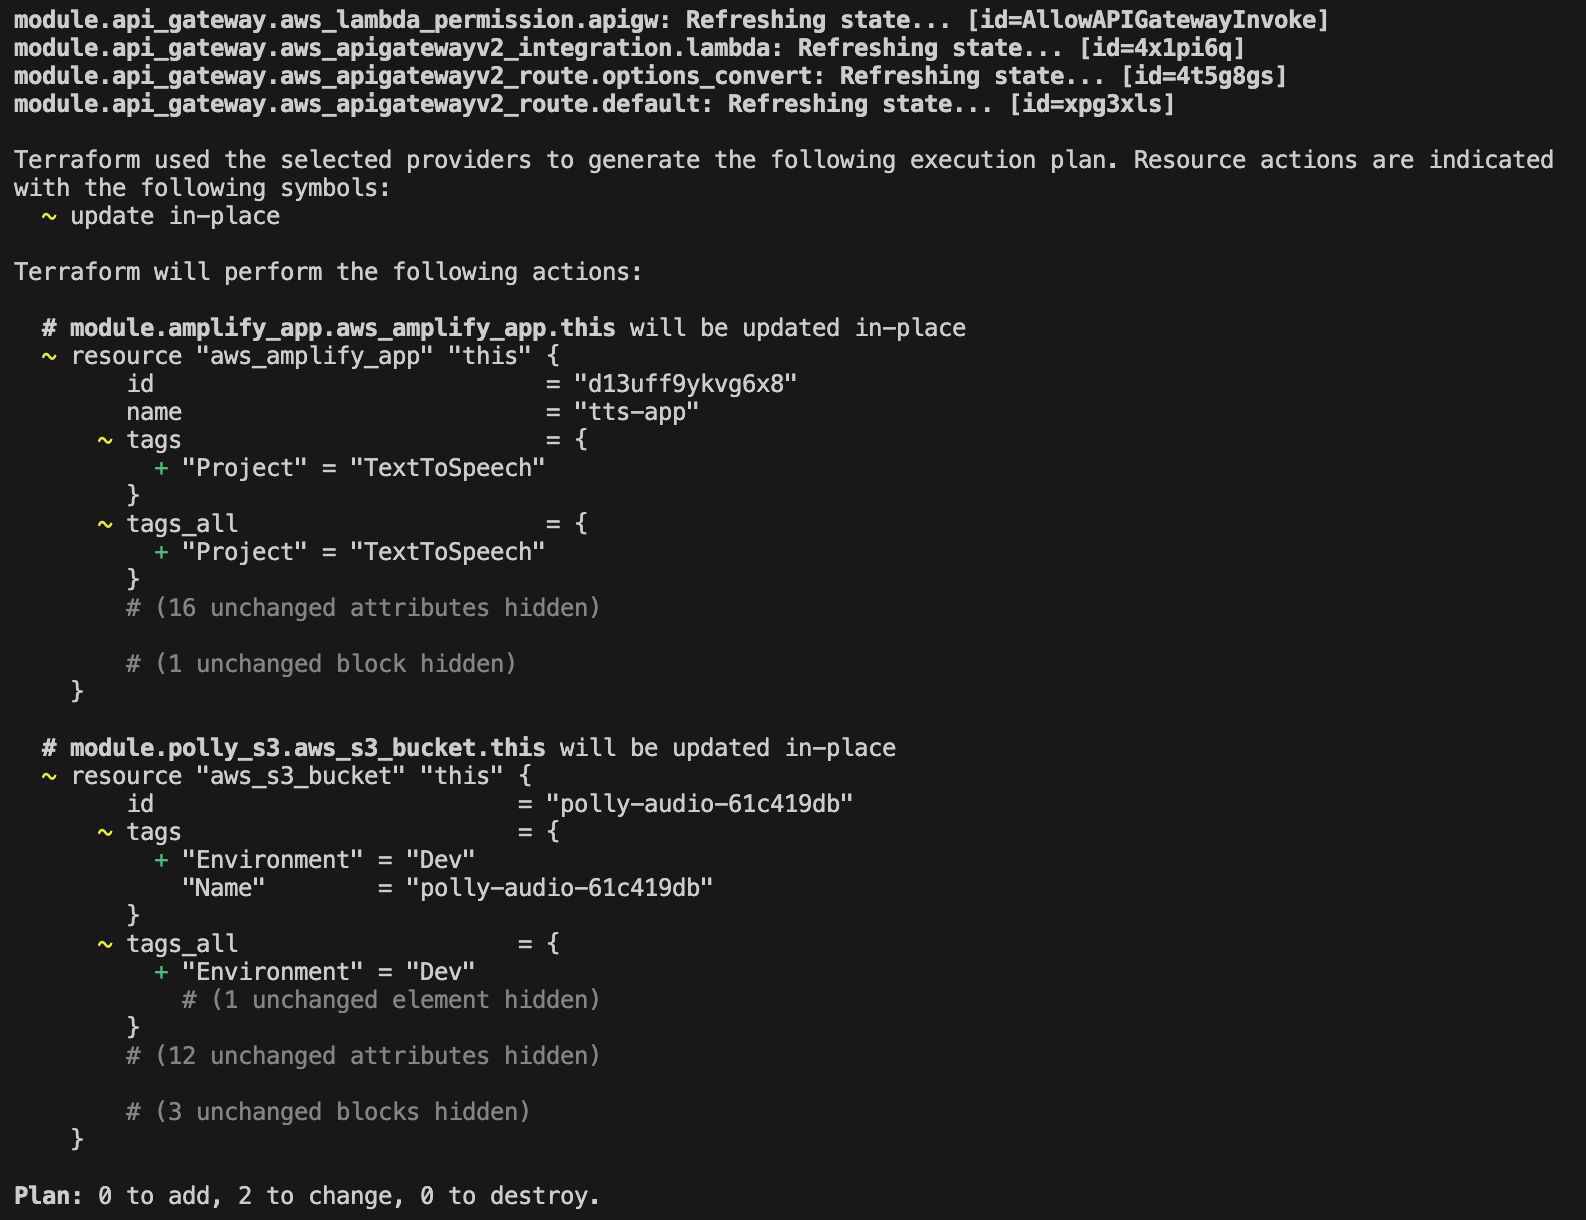 module.api_gateway.aws_lambda_permission.apigw: Refreshing state... [id=AllowAPIGatewayInvoke]
module.api_gateway.aws_apigatewayv2_integration.lambda: Refreshing state... [id=4x1pi6q]
module.api_gateway.aws_apigatewayv2_route.options_convert: Refreshing state... [id=4t5g8gs]
module.api_gateway.aws_apigatewayv2_route.default: Refreshing state... [id=xpg3xls]

Terraform used the selected providers to generate the following execution plan. Resource actions are indicated
with the following symbols:
  ~ update in-place

Terraform will perform the following actions:

  # module.amplify_app.aws_amplify_app.this will be updated in-place
  ~ resource "aws_amplify_app" "this" {
        id                            = "d13uff9ykvg6x8"
        name                          = "tts-app"
      ~ tags                          = {
          + "Project" = "TextToSpeech"
        }
      ~ tags_all                      = {
          + "Project" = "TextToSpeech"
        }
        # (16 unchanged attributes hidden)

        # (1 unchanged block hidden)
    }

  # module.polly_s3.aws_s3_bucket.this will be updated in-place
  ~ resource "aws_s3_bucket" "this" {
        id                          = "polly-audio-61c419db"
      ~ tags                        = {
          + "Environment" = "Dev"
            "Name"        = "polly-audio-61c419db"
        }
      ~ tags_all                    = {
          + "Environment" = "Dev"
            # (1 unchanged element hidden)
        }
        # (12 unchanged attributes hidden)

        # (3 unchanged blocks hidden)
    }

Plan: 0 to add, 2 to change, 0 to destroy.